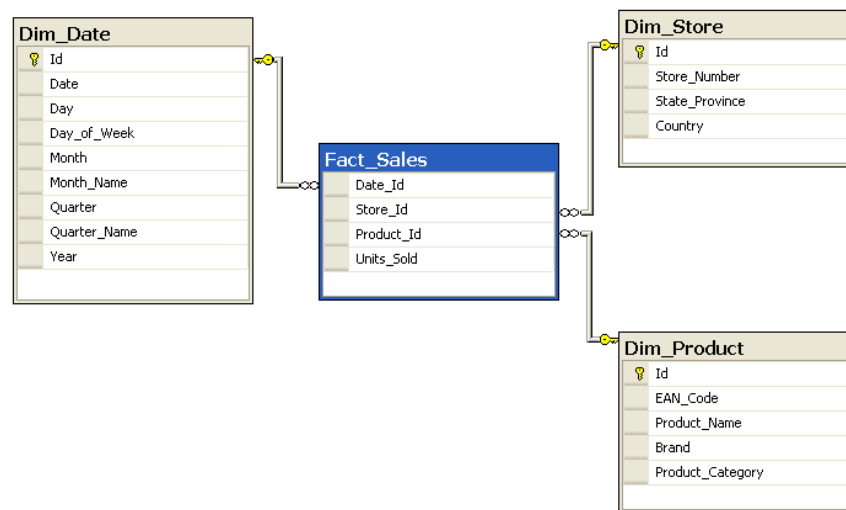 Dim_Date
Id
Date
Day
Day_of_Week
Month
Month_Name
Quarter
Quarter_Name
Year
Fact_Sales
Date_Id
Store_Id
Product_Id
Units_Sold
Dim_Store
Id
Store_Number
State_Province
Country
Dim_Product
Id
EAN_Code
Product_Name
Brand
Product_Category